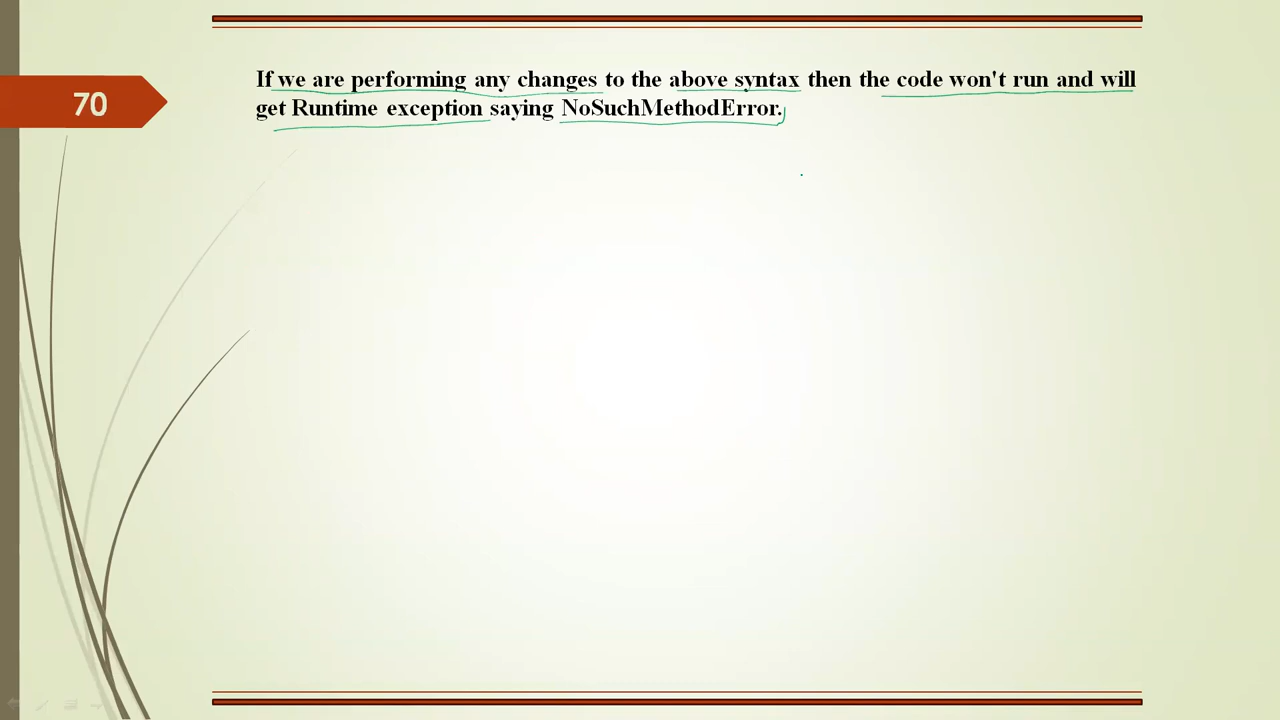 70
If we are performing any changes to the above syntax then the code won't run and will
get Runtime exception saying NoSuchMethodError.